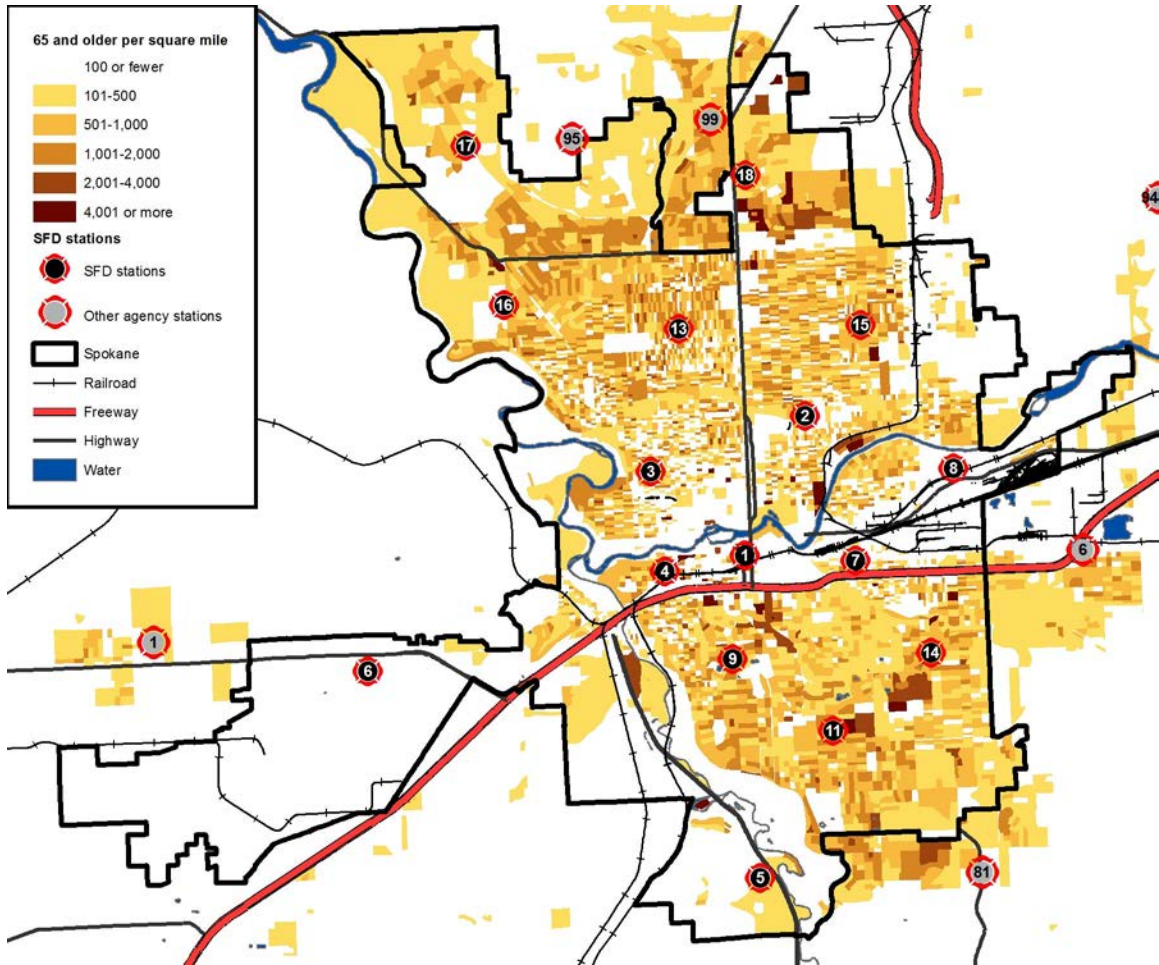 65 and older per square mile
100 or fewer
101-500
501-1,000
1,001-2,000
2,001-4,000
4,001 or more
SFD stations
SFD stations
Other agency stations
Spokane
Railroad
Freeway
Highway
Water
99
95
17
18
94
16
13
15
2
3
8
1
6
7
4
1
14
9
6
11
81
5